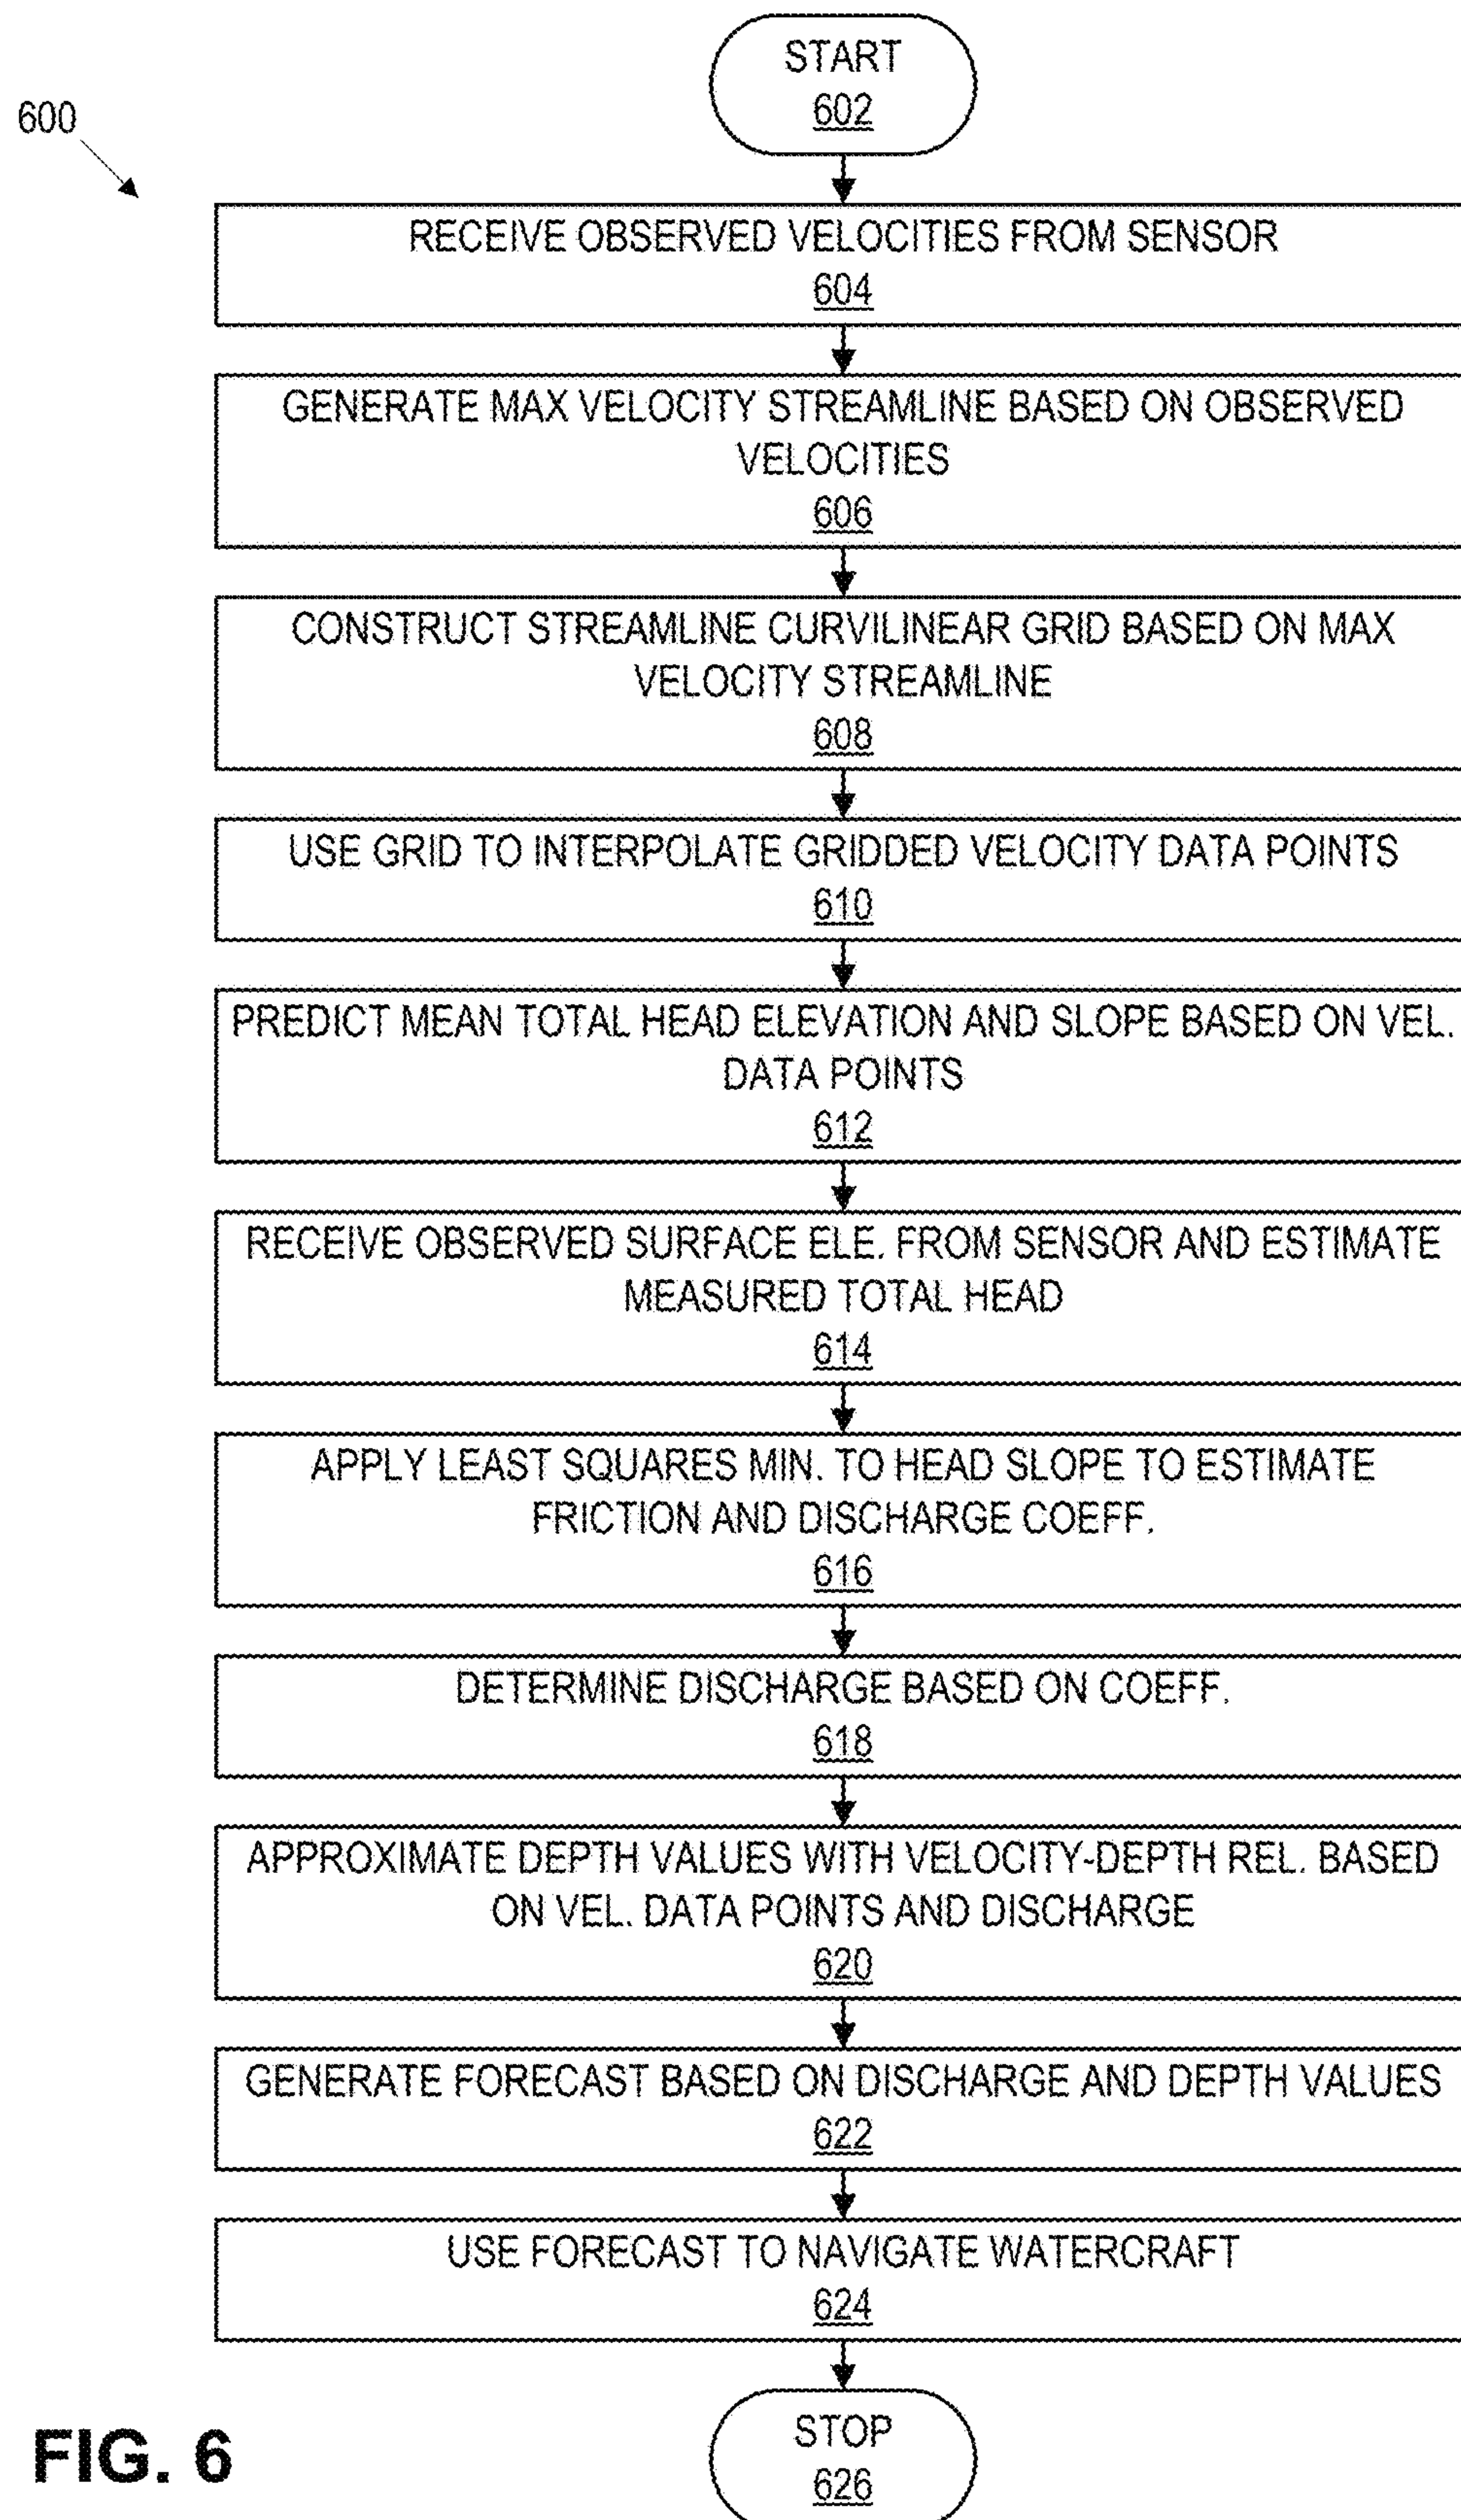 START
602
600
RECEIVE OBSERVED VELOCITIES FROM SENSOR
604
GENERATE MAX VELOCITY STREAMLINE BASED ON OBSERVED
VELOCITIES
606
CONSTRUCT STREAMLINE CURVILINEAR GRID BASED ON MAX
VELOCITY STREAMLINE
608
USE GRID TO INTERPOLATE GRIDDED VELOCITY DATA POINTS
610
PREDICT MEAN TOTAL HEAD ELEVATION AND SLOPE BASED ON VEL.
DATA POINTS
612
RECEIVE OBSERVED SURFACE ELE. FROM SENSOR AND ESTIMATE
MEASURED TOTAL HEAD
614
APPLY LEAST SQUARES MIN. TO HEAD SLOPE TO ESTIMATE
FRICTION AND DISCHARGE COEFF.
616
DETERMINE DISCHARGE BASED ON COEFF.
618
APPROXIMATE DEPTH VALUES WITH VELOCITY-DEPTH REL. BASED
ON VEL. DATA POINTS AND DISCHARGE
620
GENERATE FORECAST BASED ON DISCHARGE AND DEPTH VALUES
622
USE FORECAST TO NAVIGATE WATERCRAFT
624
STOP
626
FIG. 6